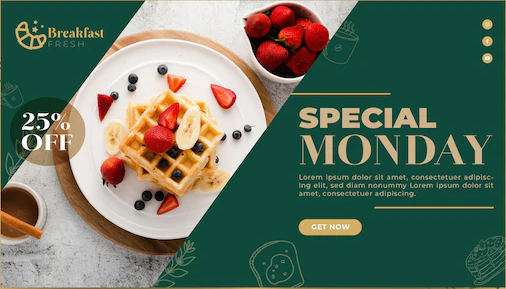 Breakfast
FRESH
25%
OFF
SPECIAL
MONDAY
Lorem ipsum dolor sit amet, consectetuer adipisc-
ing elit, sed diam nonummy Lorem ipsum dolor sit
amet, consectetuer adipiscing.
GET NOW